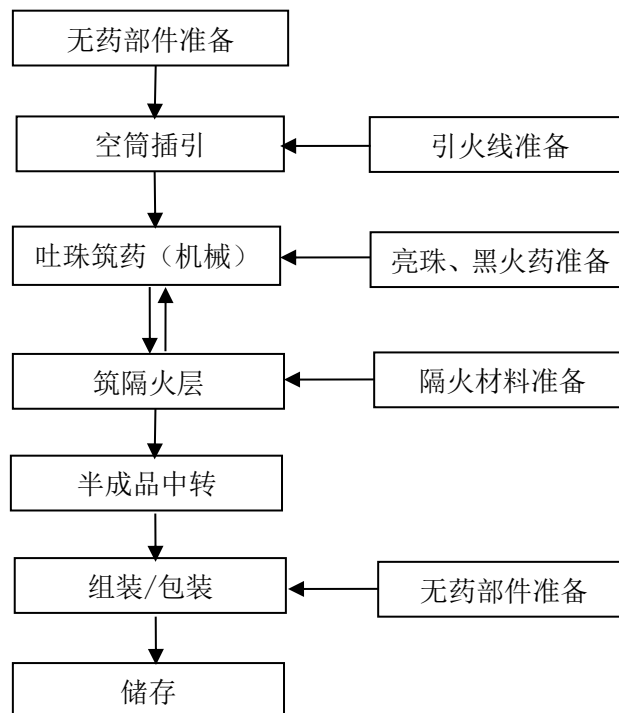 无药部件准备
空筒插引
引火线准备
吐珠筑药（机械）
亮珠、黑火药准备
筑隔火层
隔火材料准备
半成品中转
组装/包装
无药部件准备
储存